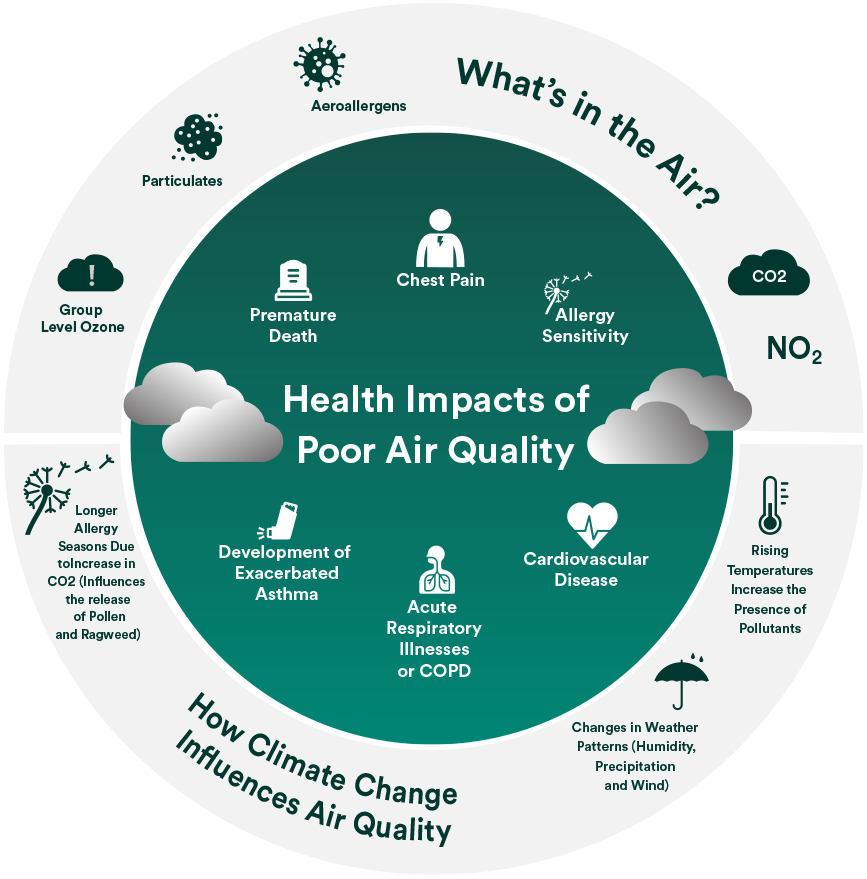 What's in the Air?
Aeroallergens
Particulates
Group
Level Ozone
CO2
NO₂
Chest Pain
Premature
Death
Allergy
Sensitivity
Health Impacts of
Poor Air Quality
Development of
Exacerbated
Asthma
Acute
Respiratory
Illnesses
or COPD
Cardiovascular
Disease
Longer
Allergy
Seasons Due
toIncrease in
CO2 (Influences
the release
of Pollen
and Ragweed)
Rising
Temperatures
Increase the
Presence of
Pollutants
Changes in Weather
Patterns (Humidity,
Precipitation
and Wind)
How Climate Change
Influences Air Quality